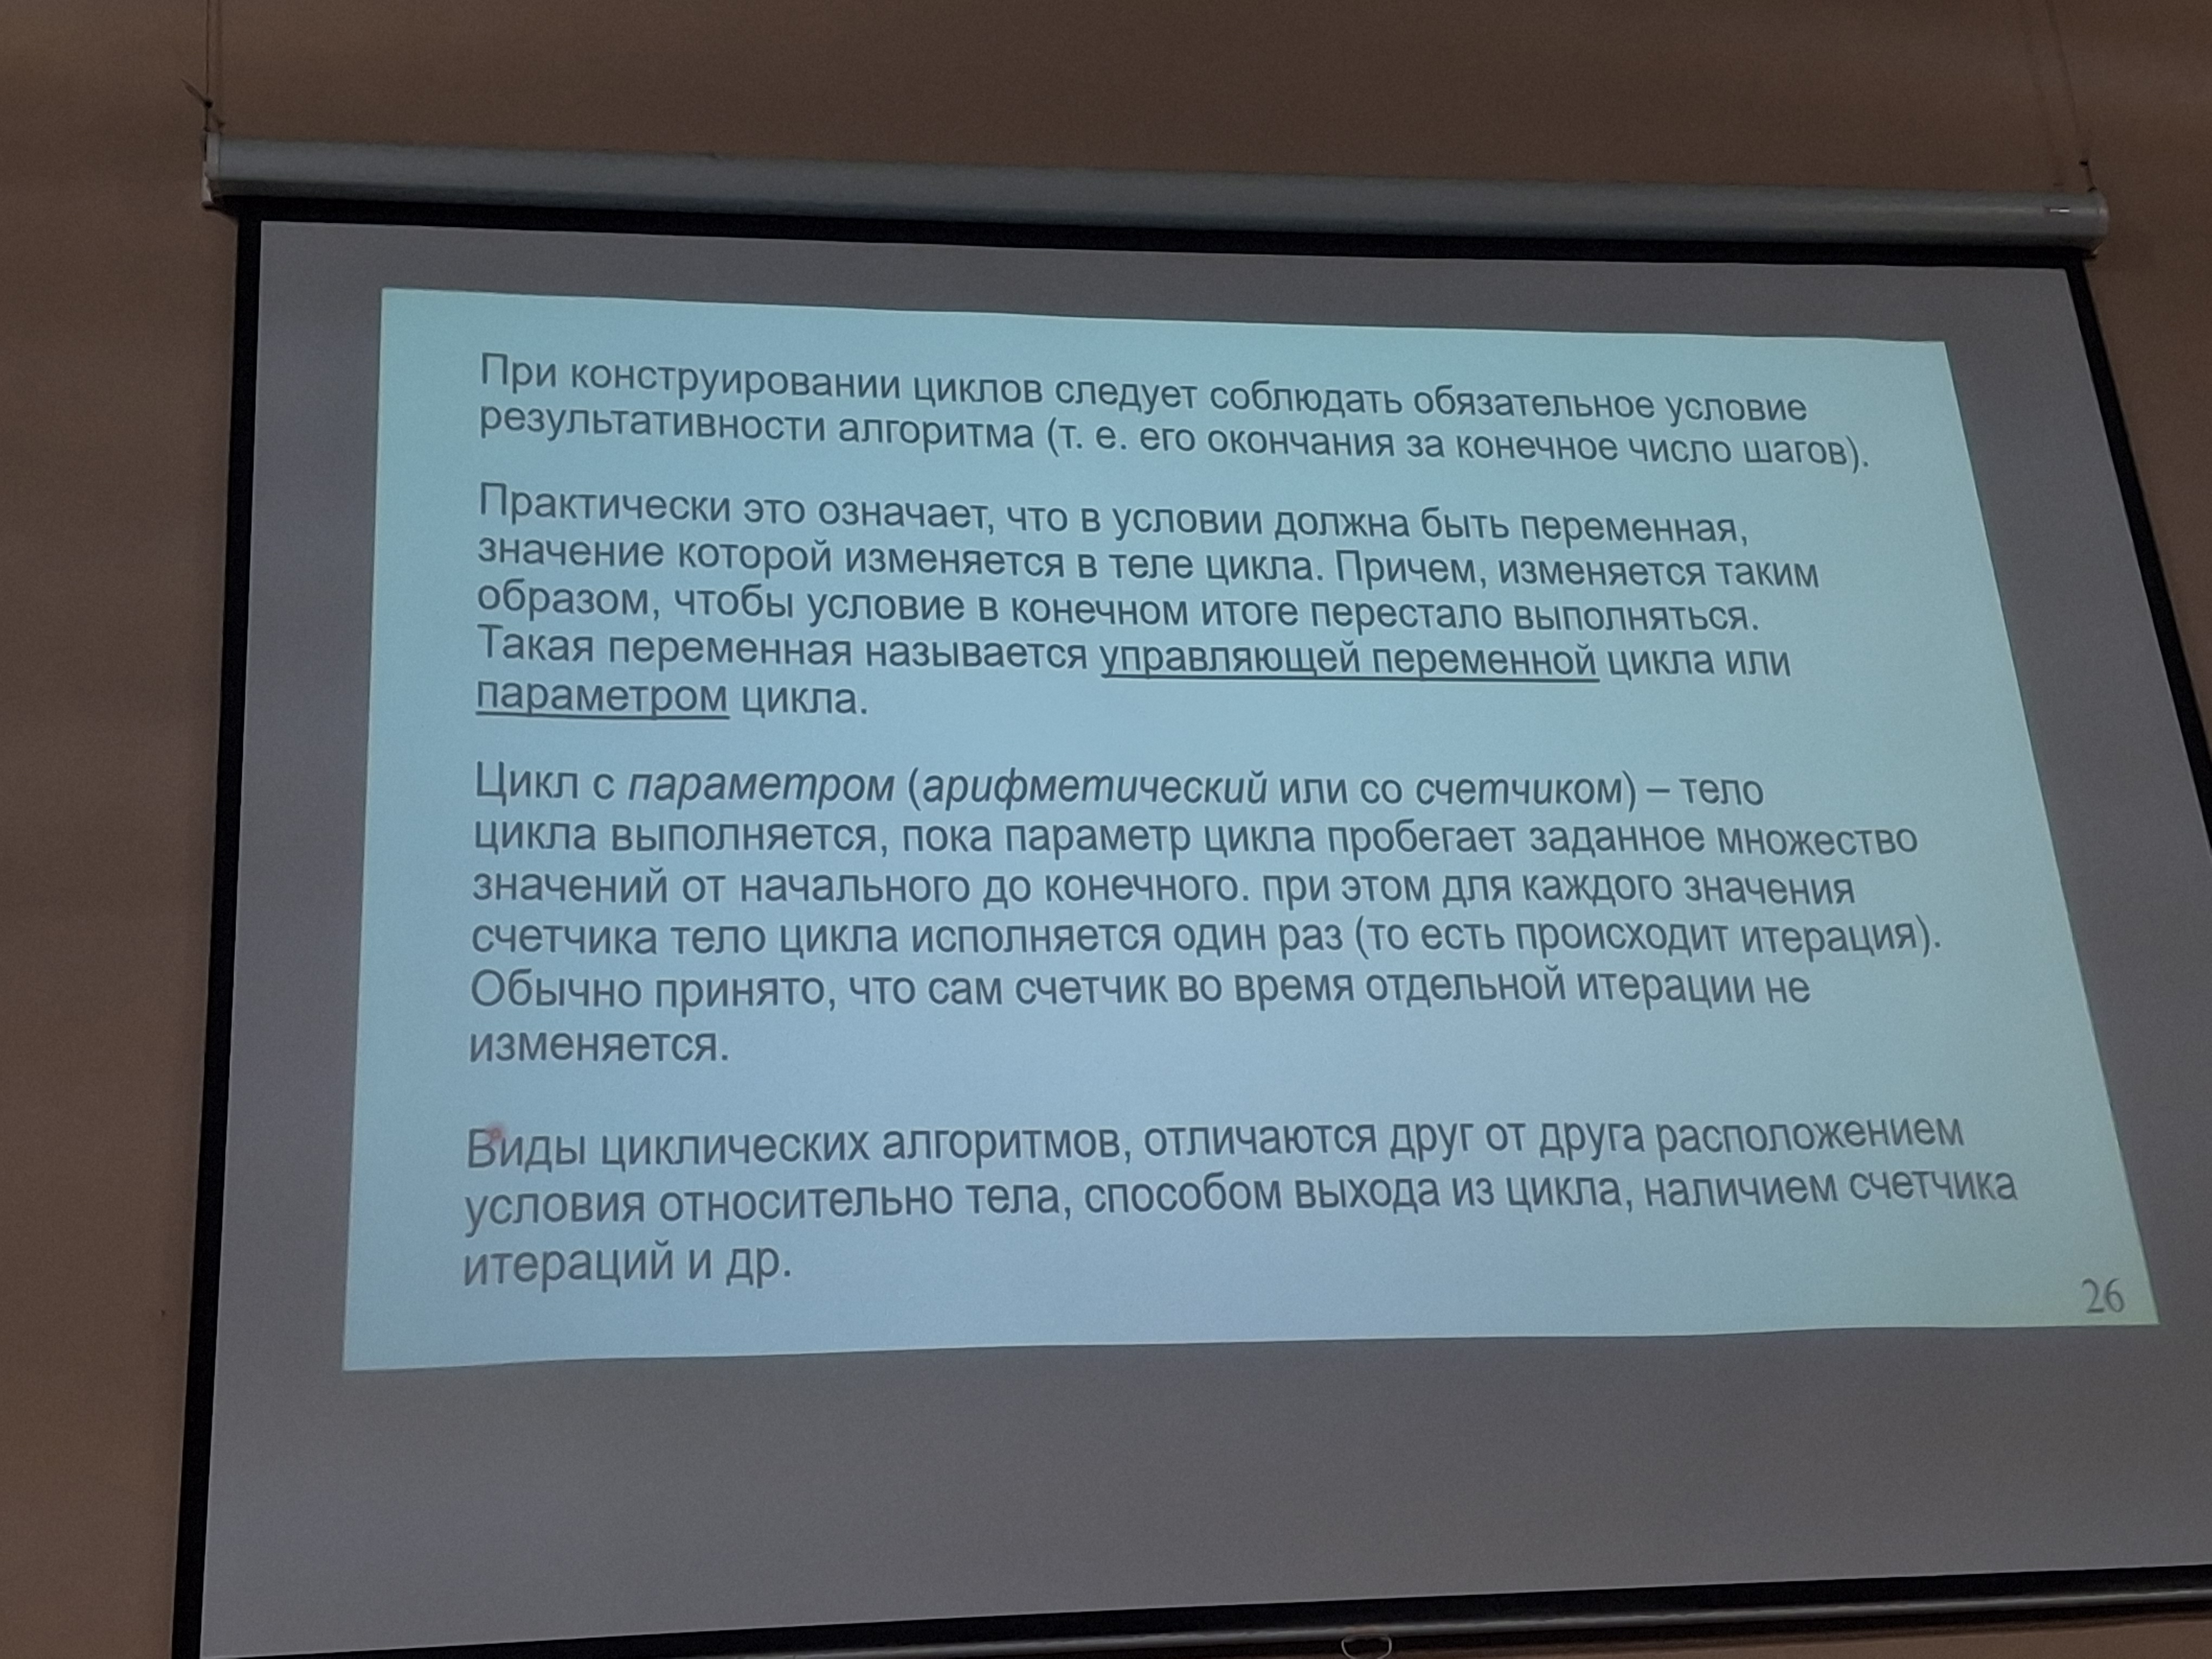 При конструировании циклов следует соблюдать обязательное условие
результативности алгоритма (т. е. его окончания за конечное число шагов).
Практически это означает, что в условии должна быть переменная,
значение которой изменяется в теле цикла. Причем, изменяется таким
образом, чтобы условие в конечном итоге перестало выполняться.
Такая переменная называется управляющей переменной цикла или
параметром цикла.
Цикл с параметром (арифметический или со счетчиком) – тело
цикла выполняется, пока параметр цикла пробегает заданное множество
значений от начального до конечного. при этом для каждого значения
счетчика тело цикла исполняется один раз (то есть происходит итерация).
Обычно принято, что сам счетчик во время отдельной итерации не
изменяется.
Виды циклических алгоритмов, отличаются друг от друга расположением
условия относительно тела, способом выхода из цикла, наличием счетчика
итераций и др.
26